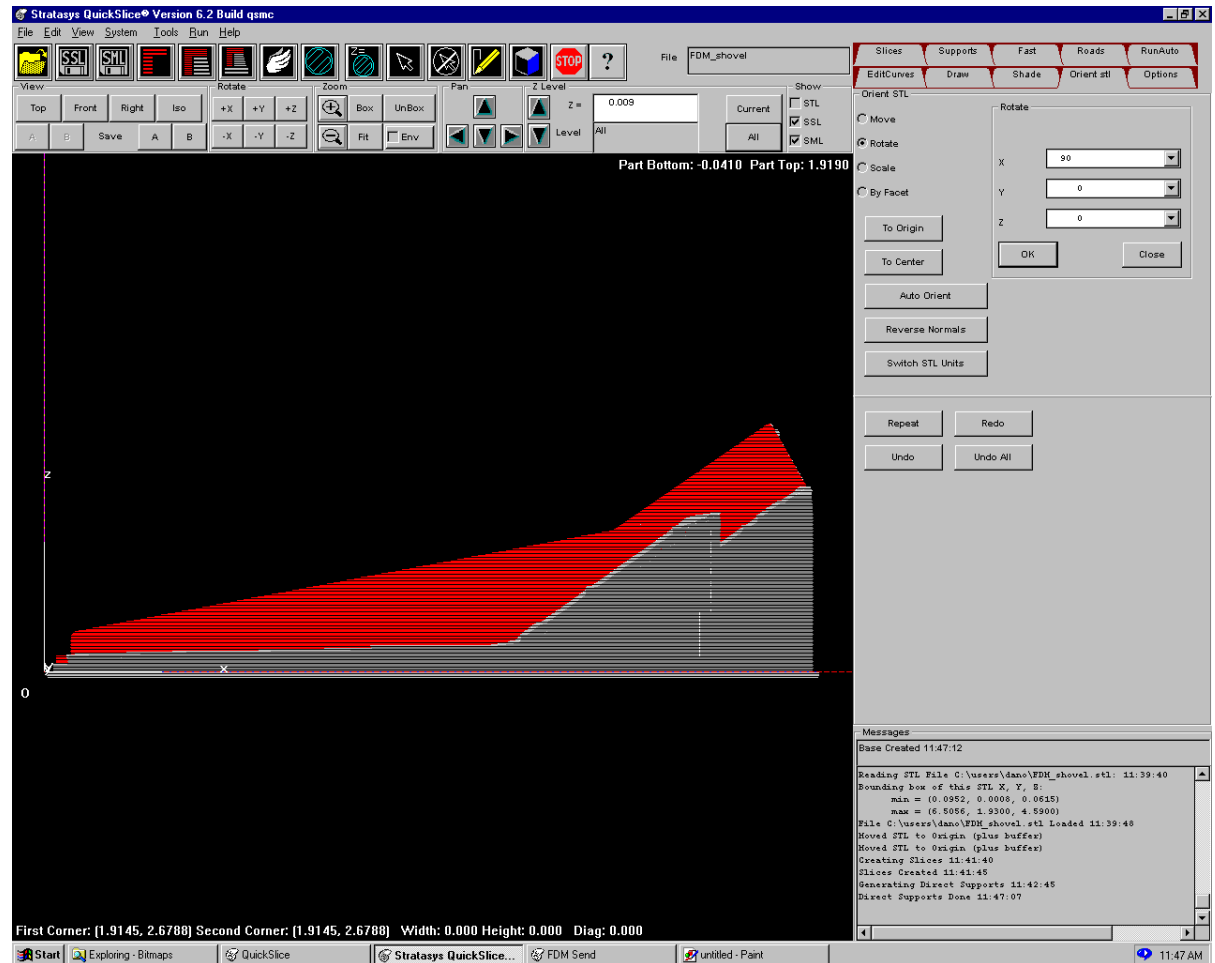 Stratasys QuickSlice® Version 6.2 Build qsmc
File Edit View System Tools Run Help
SSL SML Z= STOP ? File FDM_shovel
View Rotate Zoom Pan Z Level Show
Top Front Right Iso +X +Y +Z Box UnBox Z = 0.009 Current STL
SSL
A B Save A B -X -Y -Z Fit Env Level All All SML
Slices Supports Fast Roads RunAuto
EditCurves Draw Shade Orient stl Options
Orient STL
Move
Rotate
Scale
By Facet
Rotate
X 90
Y 0
Z 0
OK Close
To Origin
To Center
Auto Orient
Reverse Normals
Switch STL Units
Repeat Redo
Undo Undo All
Part Bottom: -0.0410 Part Top: 1.9190
z
Y
x
0
First Corner: (1.9145, 2.6788) Second Corner: (1.9145, 2.6788) Width: 0.000 Height: 0.000 Diag: 0.000
Messages
Base Created 11:47:12
Reading STL File C:\users\dano\FDM_shovel.stl: 11:39:40
Bounding box of this STL X, Y, Z:
min = (0.0952, 0.0008, 0.0615)
max = (6.5056, 1.9300, 4.5900)
File C:\users\dano\FDM_shovel.stl Loaded 11:39:48
Moved STL to Origin (plus buffer)
Moved STL to Origin (plus buffer)
Creating Slices 11:41:40
Slices Created 11:41:45
Generating Direct Supports 11:42:45
Direct Supports Done 11:47:07
Start Exploring - Bitmaps QuickSlice Stratasys QuickSlice... FDM Send untitled - Paint 11:47 AM